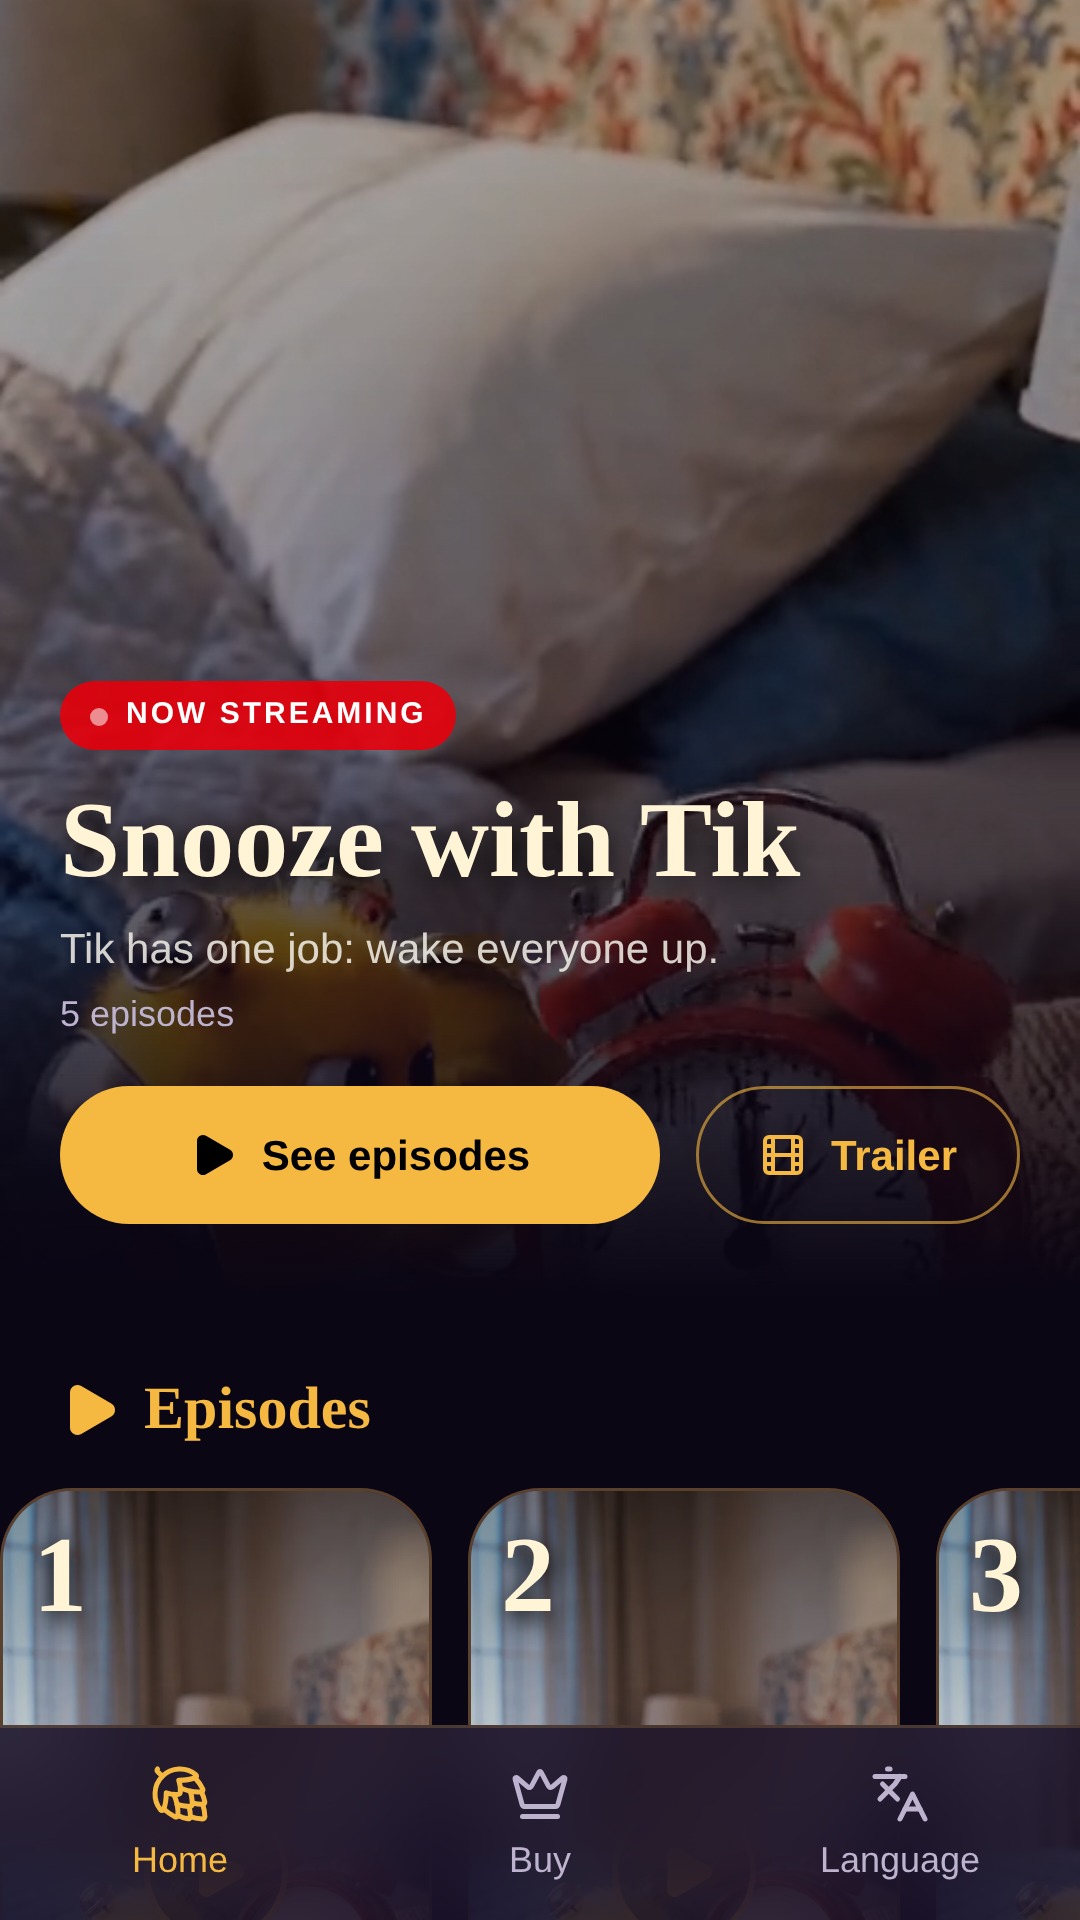 NOW STREAMING
Snooze with Tik
Tik has one job: wake everyone up.
5 episodes
See episodes
Trailer
Episodes
1
2
3
Home
Buy
Language